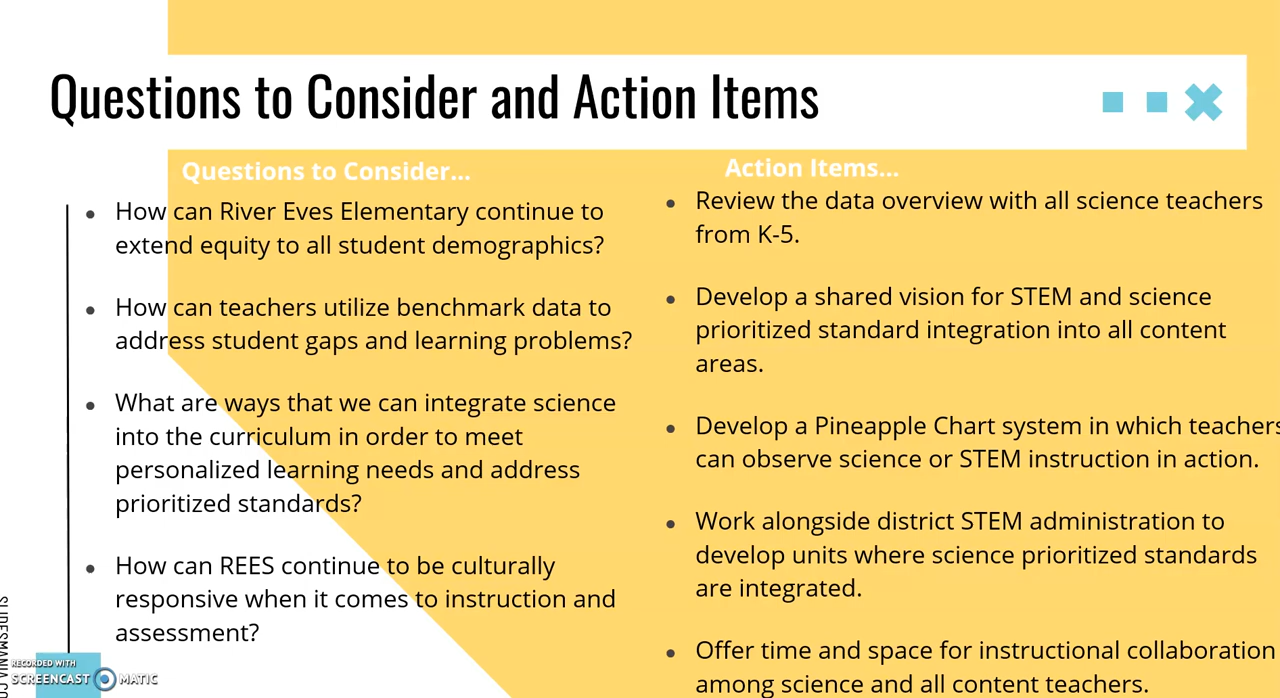 Questions to Consider and Action Items
Questions to Consider...
How can River Eves Elementary continue to
extend equity to all student demographics?
How can teachers utilize benchmark data to
address student gaps and learning problems?
What are ways that we can integrate science
into the curriculum in order to meet
personalized learning needs and address
prioritized standards?
How can REES continue to be culturally
responsive when it comes to instruction and
assessment?
Action Items...
Review the data overview with all science teachers
from K-5.
Develop a shared vision for STEM and science
prioritized standard integration into all content
areas.
Develop a Pineapple Chart system in which teachers
can observe science or STEM instruction in action.
Work alongside district STEM administration to
develop units where science prioritized standards
are integrated.
Offer time and space for instructional collaboration
among science and all content teachers.
SLIDESMANIA.CO
RECORDED WITH
SCREENCAST MATIC